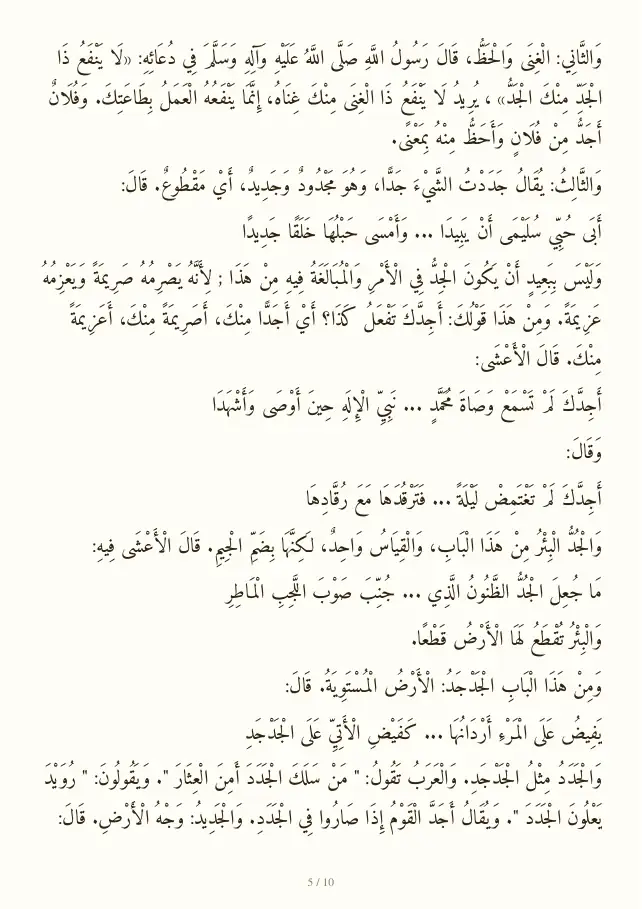 وَالثَّانِي: الْغِنَى وَالْحَظُّ، قَالَ رَسُولُ اللَّهِ صَلَّى اللَّهُ عَلَيْهِ وَآلِهِ وَسَلَّمَ فِي دُعَائِهِ: «لَا يَنْفَعُ ذَا
الْجَدِّ مِنْكَ الْجَدُّ» ، يُرِيدُ لَا يَنْفَعُ ذَا الْغِنَى مِنْكَ غِنَاهُ، إِنَّمَا يَنْفَعُهُ الْعَمَلُ بِطَاعَتِكَ. وَفُلَانٌ
أَجَدُّ مِنْ فُلَانٍ وَأَحَظُّ مِنْهُ بِمَعْنًى.
وَالثَّالِثُ: يُقَالُ جَدَدْتُ الشَّيْءَ جَدًّا، وَهُوَ مَجْدُودٌ وَجَدِيدٌ، أَيْ مَقْطُوعٌ. قَالَ:
أَبَى حُبِّي سُلَيْمَى أَنْ يَبِيدَا ... وَأَمْسَى حَبْلُهَا خَلَقًا جَدِيدًا
وَلَيْسَ بِبَعِيدٍ أَنْ يَكُونَ الْجِدُّ فِي الْأَمْرِ وَالْمُبَالَغَةُ فِيهِ مِنْ هَذَا ; لِأَنَّهُ يَصْرِمُهُ صَرِيمَةً وَيَعْزِمُهُ
عَزِيمَةً. وَمِنْ هَذَا قَوْلُكَ: أَجِدَّكَ تَفْعَلُ كَذَا؟ أَيْ أَجَدًّا مِنْكَ، أَصَرِيمَةً مِنْكَ، أَعَزِيمَةً
مِنْكَ. قَالَ الْأَعْشَى:
أَجِدَّكَ لَمْ تَسْمَعْ وَصَاةَ مُحَمَّدٍ ... نَبِيِّ الْإِلَهِ حِينَ أَوْصَى وَأَشْهَدَا
وَقَالَ:
أَجِدَّكَ لَمْ تَغْتَمِضْ لَيْلَةً ... فَتَرْقُدَهَا مَعَ رُقَّادِهَا
وَالْجُدُّ الْبِئْرُ مِنْ هَذَا الْبَابِ، وَالْقِيَاسُ وَاحِدٌ، لَكِنَّهَا بِضَمِّ الْجِيمِ. قَالَ الْأَعْشَى فِيهِ:
مَا جُعِلَ الْجُدُّ الظَّنُونُ الَّذِي ... جُنِّبَ صَوْبَ اللَّجِبِ الْمَاطِرِ
وَالْبِئْرُ تُقْطَعُ لَهَا الْأَرْضُ قَطْعًا.
وَمِنْ هَذَا الْبَابِ الْجَدْجَدُ: الْأَرْضُ الْمُسْتَوِيَةُ. قَالَ:
يَفِيضُ عَلَى الْمَرْءِ أَرْدَانُهَا ... كَفَيْضِ الْأَتِيِّ عَلَى الْجَدْجَدِ
وَالْجَدَدُ مِثْلُ الْجَدْجَدِ. وَالْعَرَبُ تَقُولُ: " مَنْ سَلَكَ الْجَدَدَ أَمِنَ الْعِثَارَ ". وَيَقُولُونَ: " رُوَيْدَ
يَعْلُونَ الْجَدَدَ ". وَيُقَالُ أَجَدَّ الْقَوْمُ إِذَا صَارُوا فِي الْجَدَدِ. وَالْجَدِيدُ: وَجْهُ الْأَرْضِ. قَالَ:
5 / 10